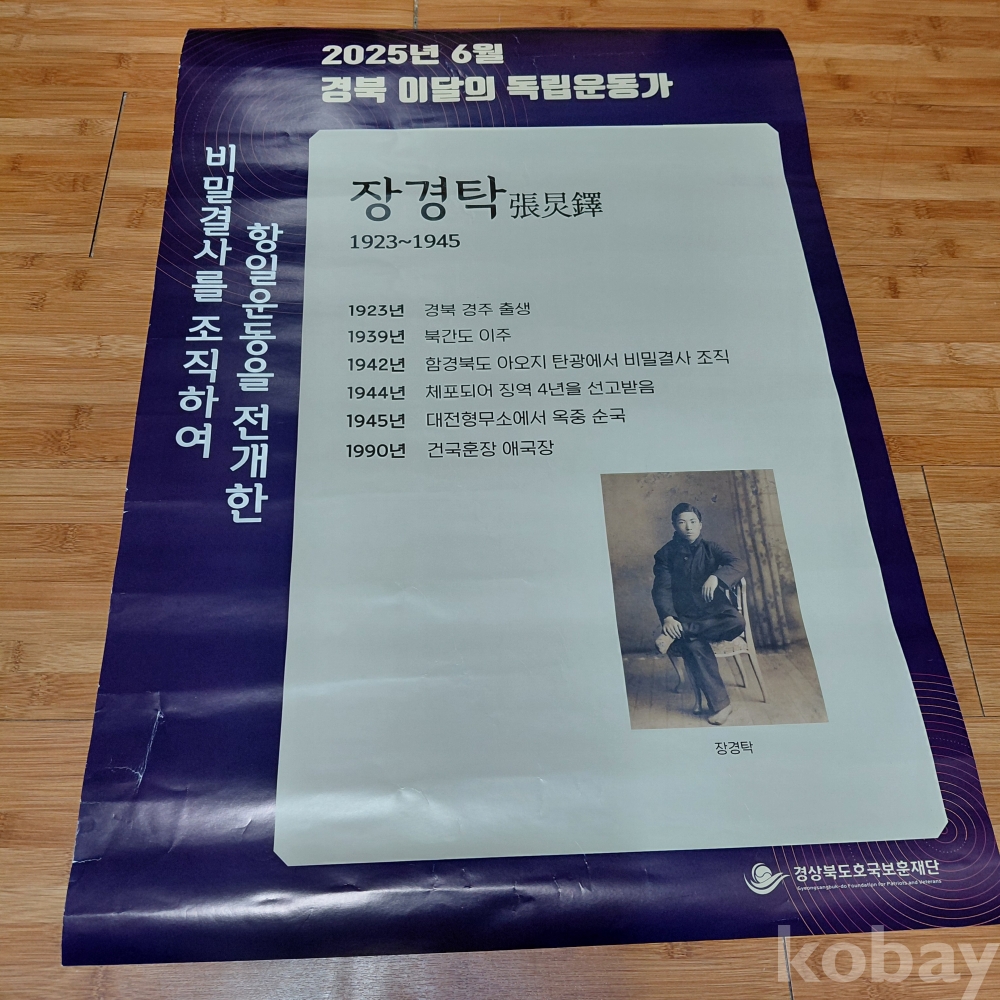 2025년 6월
경북 이달의 독립운동가
비밀결사를 조직하여
항일운동을 전개한
장경탁 張炅鐸
1923~1945
1923년 경북 경주 출생
1939년 북간도 이주
1942년 함경북도 아오지 탄광에서 비밀결사 조직
1944년 체포되어 징역 4년을 선고받음
1945년 대전형무소에서 옥중 순국
1990년 건국훈장 애국장
장경탁
경상북도호국보훈재단
Gyeongsangbuk-do Foundation for Patriots and Veterans
kobay